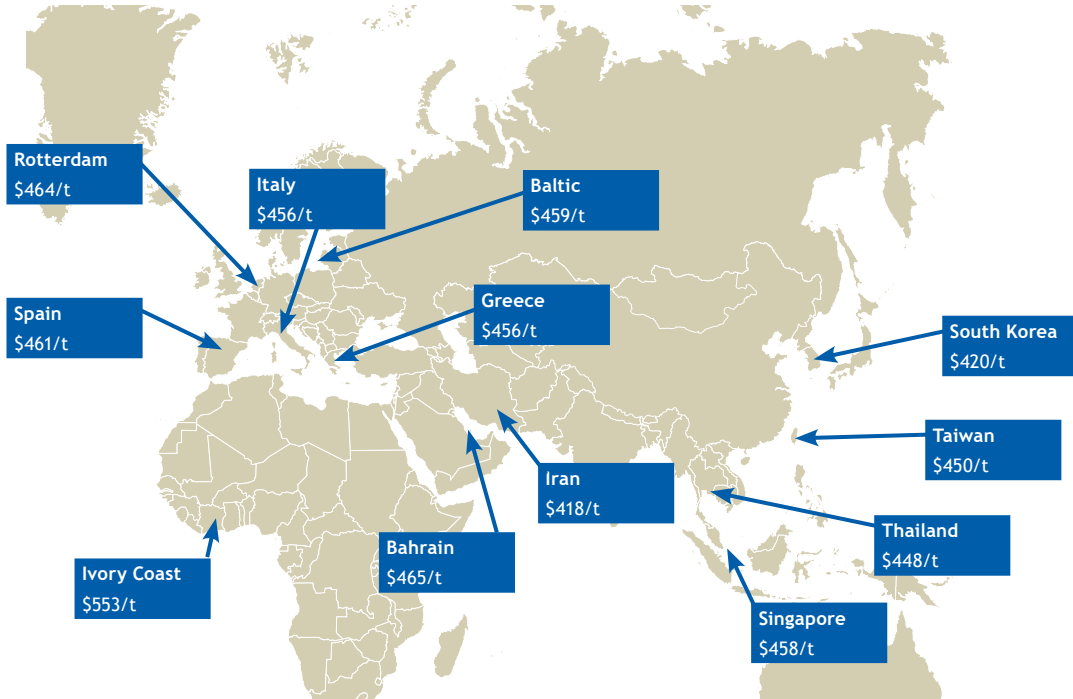 Rotterdam
$464/t
Italy
$456/t
Baltic
$459/t
Spain
$461/t
Greece
$456/t
South Korea
$420/t
Taiwan
$450/t
Iran
$418/t
Thailand
$448/t
Bahrain
$465/t
Ivory Coast
$553/t
Singapore
$458/t